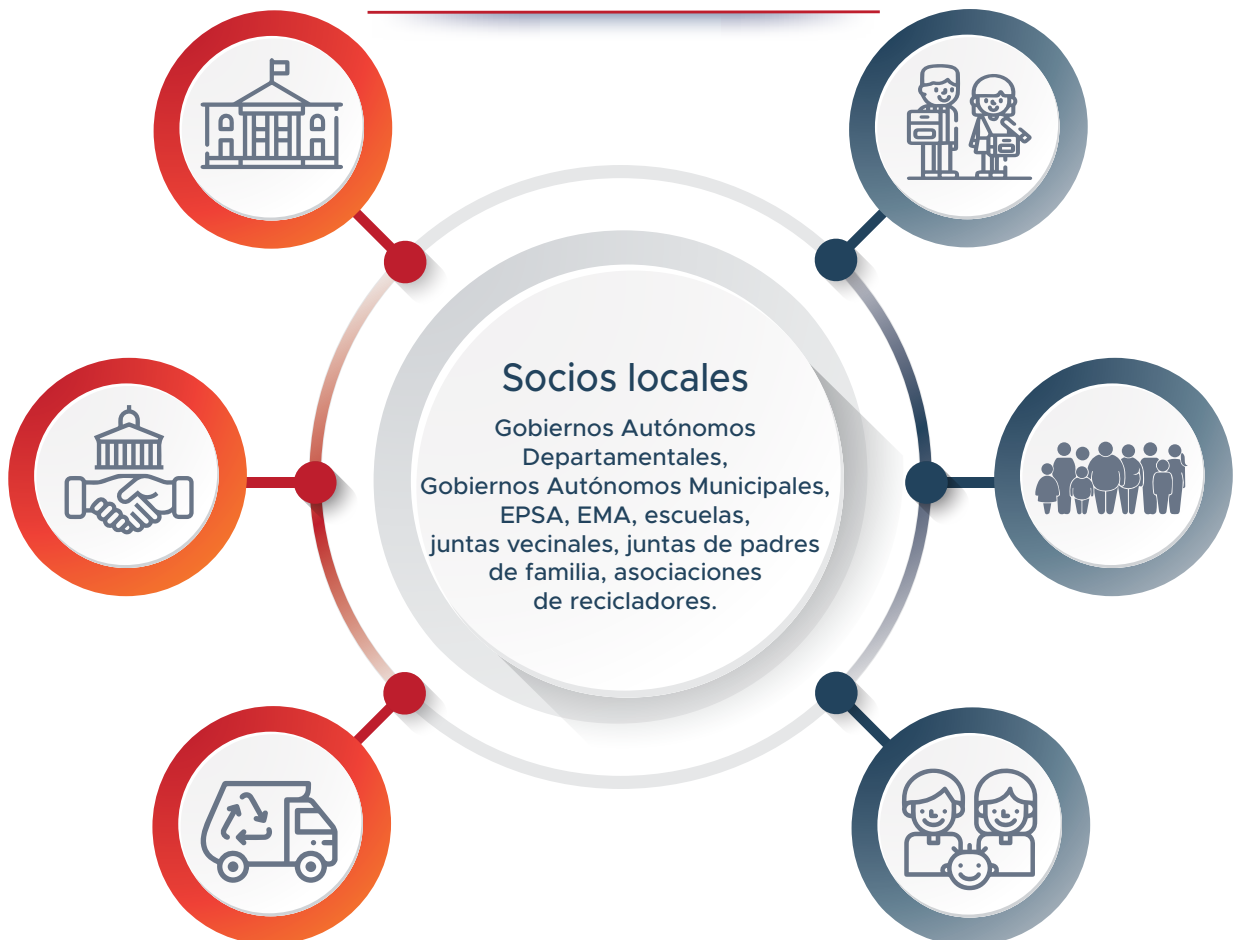 Socios locales
Gobiernos Autónomos
Departamentales,
Gobiernos Autónomos Municipales,
EPSA, EMA, escuelas,
juntas vecinales, juntas de padres
de familia, asociaciones
de recicladores.